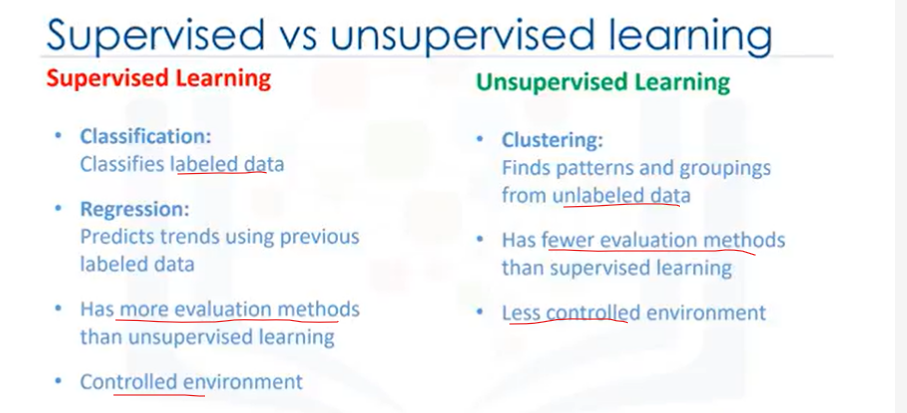 Supervised vs unsupervised learning
Supervised Learning
• Classification:
Classifies labeled data
• Regression:
Predicts trends using previous
labeled data
• Has more evaluation methods
than unsupervised learning
• Controlled environment
Unsupervised Learning
• Clustering:
Finds patterns and groupings
from unlabeled data
• Has fewer evaluation methods
than supervised learning
• Less controlled environment